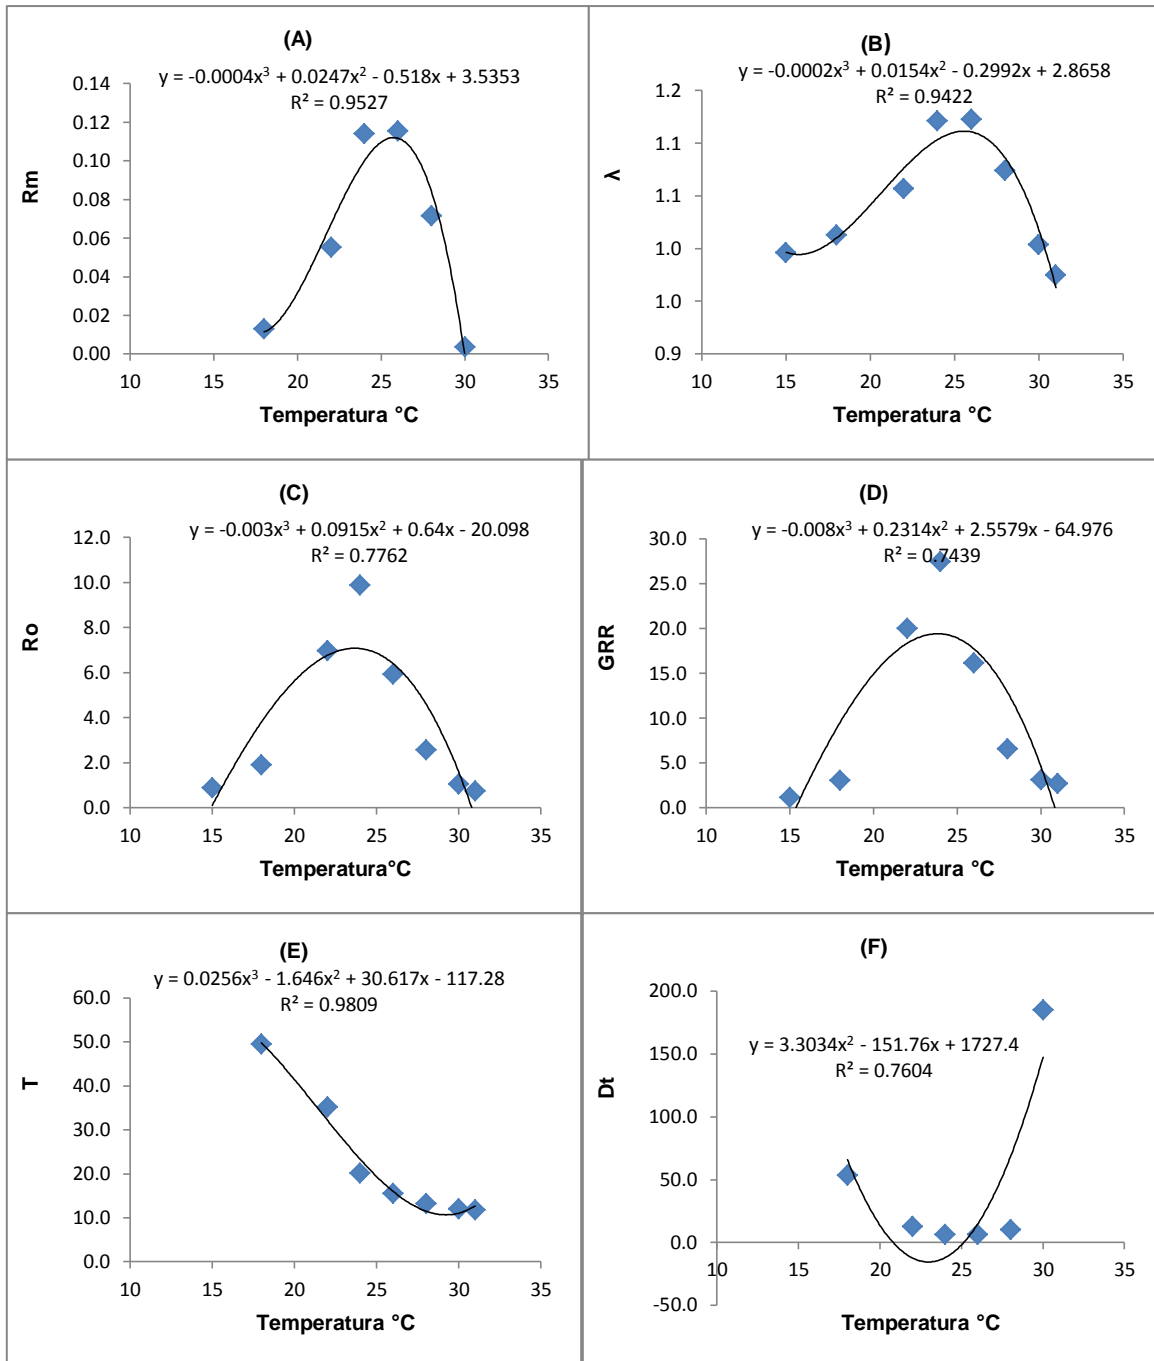 (A)
y = -0.0004x³ + 0.0247x² - 0.518x + 3.5353
R² = 0.9527
0.14
0.12
0.10
0.08
0.06
0.04
0.02
0.00
Rm
10 15 20 25 30 35
Temperatura °C
(B)
y = -0.0002x³ + 0.0154x² - 0.2992x + 2.8658
R² = 0.9422
1.2
1.1
1.1
1.0
1.0
0.9
λ
10 15 20 25 30 35
Temperatura °C
(C)
y = -0.003x³ + 0.0915x² + 0.64x - 20.098
R² = 0.7762
12.0
10.0
8.0
6.0
4.0
2.0
0.0
Ro
10 15 20 25 30 35
Temperatura°C
(D)
y = -0.008x³ + 0.2314x² + 2.5579x - 64.976
R² = 0.7439
30.0
25.0
20.0
15.0
10.0
5.0
0.0
GRR
10 15 20 25 30 35
Temperatura °C
(E)
y = 0.0256x³ - 1.646x² + 30.617x - 117.28
R² = 0.9809
60.0
50.0
40.0
30.0
20.0
10.0
0.0
T
10 15 20 25 30 35
Temperatura °C
(F)
y = 3.3034x² - 151.76x + 1727.4
R² = 0.7604
200.0
150.0
100.0
50.0
0.0
-50.0
Dt
10 15 20 25 30 35
Temperatura °C